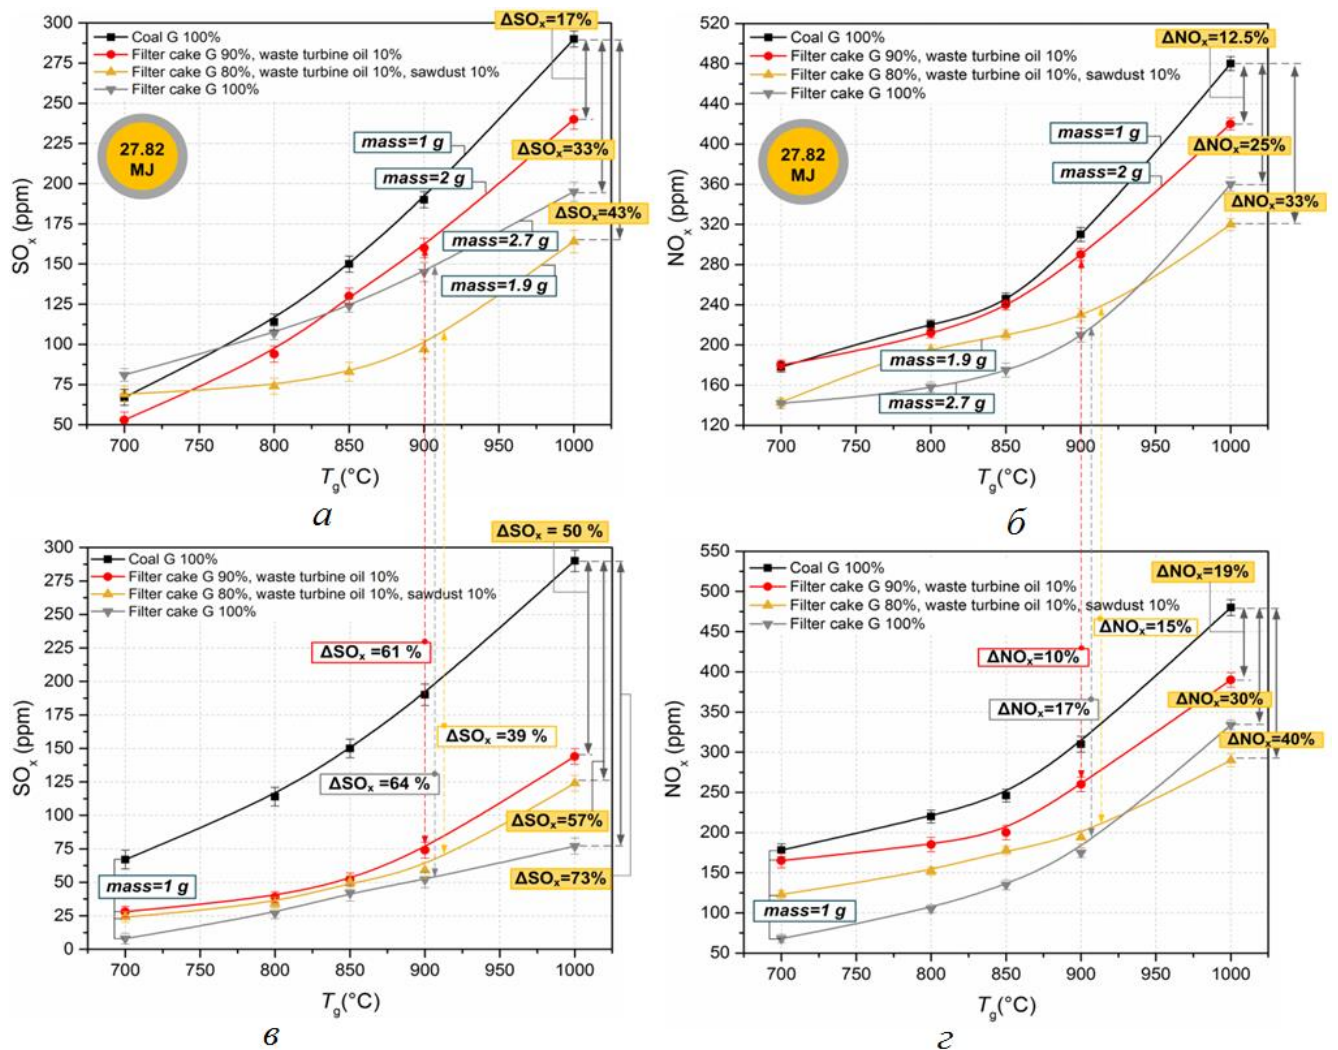 ΔSOₓ=17%
300
275
250
225
200
175
150
125
100
75
50
SOₓ (ppm)
Coal G 100%
Filter cake G 90%, waste turbine oil 10%
Filter cake G 80%, waste turbine oil 10%, sawdust 10%
Filter cake G 100%
27.82
MJ
mass=1 g
ΔSOₓ=33%
mass=2 g
ΔSOₓ=43%
mass=2.7 g
mass=1.9 g
700 750 800 850 900 950 1000
Tg(°C)
а
520
480
440
400
360
320
280
240
200
160
120
NOₓ (ppm)
Coal G 100%
Filter cake G 90%, waste turbine oil 10%
Filter cake G 80%, waste turbine oil 10%, sawdust 10%
Filter cake G 100%
ΔNOₓ=12.5%
27.82
MJ
mass=1 g
mass=2 g
ΔNOₓ=25%
ΔNOₓ=33%
mass=1.9 g
mass=2.7 g
700 750 800 850 900 950 1000
Tg(°C)
б
ΔSOₓ = 50 %
300
275
250
225
200
175
150
125
100
75
50
25
0
SOₓ (ppm)
Coal G 100%
Filter cake G 90%, waste turbine oil 10%
Filter cake G 80%, waste turbine oil 10%, sawdust 10%
Filter cake G 100%
ΔSOₓ =61 %
ΔSOₓ =39 %
ΔSOₓ =64 %
ΔSOₓ=57%
ΔSOₓ=73%
mass=1 g
700 750 800 850 900 950 1000
Tg(°C)
в
550
500
450
400
350
300
250
200
150
100
50
NOₓ (ppm)
Coal G 100%
Filter cake G 90%, waste turbine oil 10%
Filter cake G 80%, waste turbine oil 10%, sawdust 10%
Filter cake G 100%
ΔNOₓ=19%
ΔNOₓ=15%
ΔNOₓ=10%
ΔNOₓ=30%
ΔNOₓ=17%
ΔNOₓ=40%
mass=1 g
700 750 800 850 900 950 1000
Tg(°C)
г